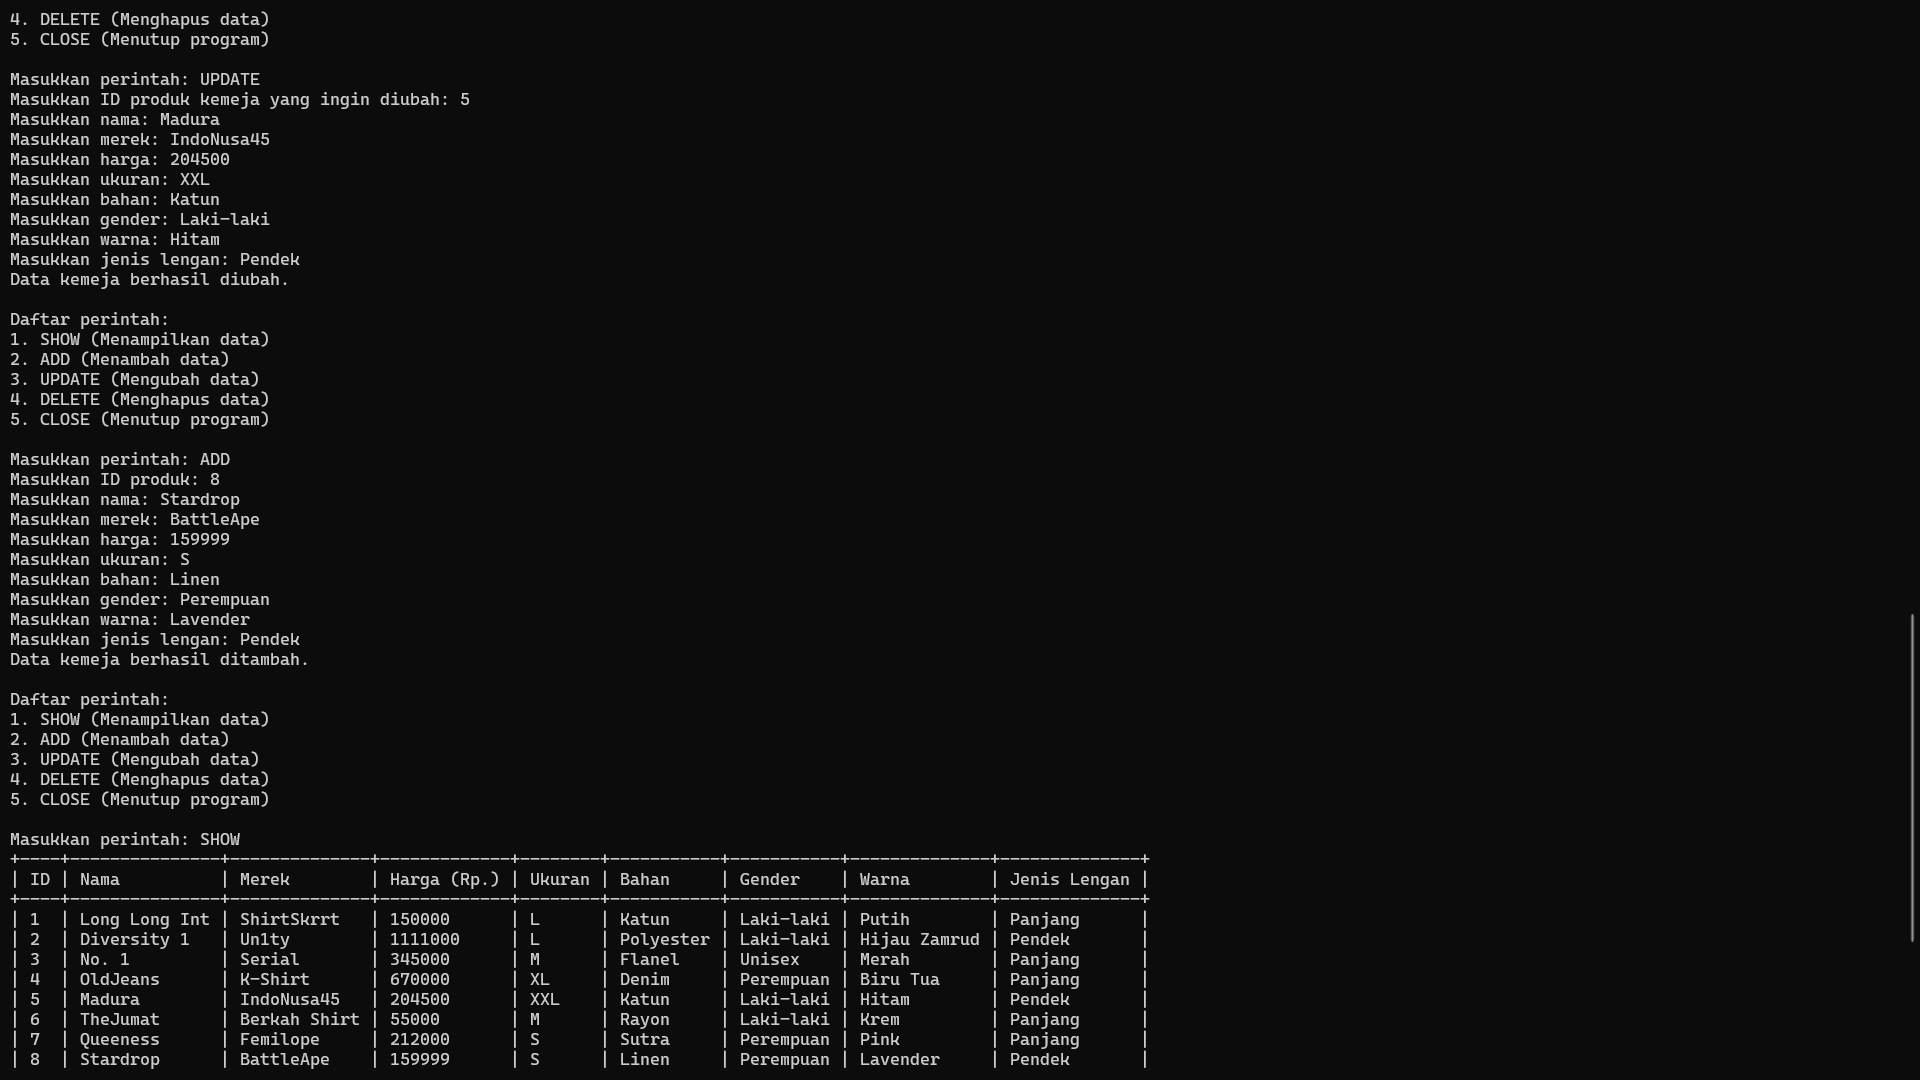 4. DELETE (Menghapus data)
5. CLOSE (Menutup program)

Masukkan perintah: UPDATE
Masukkan ID produk kemeja yang ingin diubah: 5
Masukkan nama: Madura
Masukkan merek: IndoNusa45
Masukkan harga: 204500
Masukkan ukuran: XXL
Masukkan bahan: Katun
Masukkan gender: Laki-laki
Masukkan warna: Hitam
Masukkan jenis lengan: Pendek
Data kemeja berhasil diubah.

Daftar perintah:
1. SHOW (Menampilkan data)
2. ADD (Menambah data)
3. UPDATE (Mengubah data)
4. DELETE (Menghapus data)
5. CLOSE (Menutup program)

Masukkan perintah: ADD
Masukkan ID produk: 8
Masukkan nama: Stardrop
Masukkan merek: BattleApe
Masukkan harga: 159999
Masukkan ukuran: S
Masukkan bahan: Linen
Masukkan gender: Perempuan
Masukkan warna: Lavender
Masukkan jenis lengan: Pendek
Data kemeja berhasil ditambah.

Daftar perintah:
1. SHOW (Menampilkan data)
2. ADD (Menambah data)
3. UPDATE (Mengubah data)
4. DELETE (Menghapus data)
5. CLOSE (Menutup program)

Masukkan perintah: SHOW
+----+---------------+--------------+-------------+--------+-----------+-----------+--------------+--------------+
| ID | Nama          | Merek        | Harga (Rp.) | Ukuran | Bahan     | Gender    | Warna        | Jenis Lengan |
+----+---------------+--------------+-------------+--------+-----------+-----------+--------------+--------------+
| 1  | Long Long Int | ShirtSkrrt   | 150000      | L      | Katun     | Laki-laki | Putih        | Panjang      |
| 2  | Diversity 1   | Un1ty        | 1111000     | L      | Polyester | Laki-laki | Hijau Zamrud | Pendek       |
| 3  | No. 1         | Serial       | 345000      | M      | Flanel    | Unisex    | Merah        | Panjang      |
| 4  | OldJeans      | K-Shirt      | 670000      | XL     | Denim     | Perempuan | Biru Tua     | Panjang      |
| 5  | Madura        | IndoNusa45   | 204500      | XXL    | Katun     | Laki-laki | Hitam        | Pendek       |
| 6  | TheJumat      | Berkah Shirt | 55000       | M      | Rayon     | Laki-laki | Krem         | Panjang      |
| 7  | Queeness      | Femilope     | 212000      | S      | Sutra     | Perempuan | Pink         | Panjang      |
| 8  | Stardrop      | BattleApe    | 159999      | S      | Linen     | Perempuan | Lavender     | Pendek       |